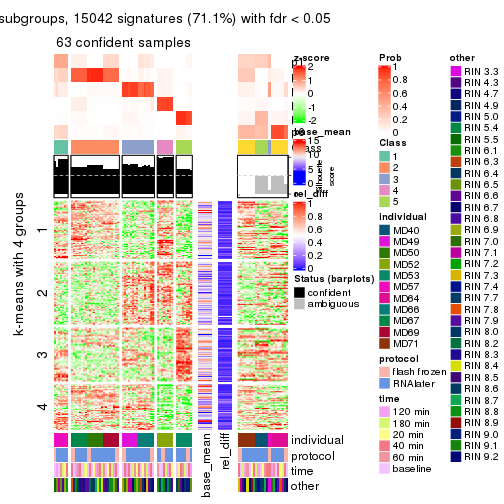 subgroups, 15042 signatures (71.1%) with fdr < 0.05
63 confident samples
k-means with 4 groups
1
2
3
4
base_mean
rel_diff
individual
protocol
time
other
z-score
2
1
0
-1
-2
base_mean
15
10
5
0
silhouette
score
rel_diff
1
0.8
0.6
0.4
0.2
0
Status (barplots)
confident
ambiguous
Prob
1
0.8
0.6
0.4
0.2
0
Class
1
2
3
4
5
individual
MD40
MD49
MD50
MD52
MD53
MD57
MD64
MD66
MD67
MD69
MD71
protocol
flash frozen
RNAlater
time
120 min
180 min
20 min
40 min
60 min
baseline
other
RIN 3.3
RIN 4.3
RIN 4.7
RIN 4.9
RIN 5.0
RIN 5.4
RIN 5.5
RIN 6.1
RIN 6.3
RIN 6.4
RIN 6.5
RIN 6.6
RIN 6.7
RIN 6.8
RIN 6.9
RIN 7.0
RIN 7.1
RIN 7.2
RIN 7.3
RIN 7.4
RIN 7.7
RIN 7.8
RIN 7.9
RIN 8.0
RIN 8.2
RIN 8.3
RIN 8.4
RIN 8.5
RIN 8.6
RIN 8.7
RIN 8.8
RIN 8.9
RIN 9.0
RIN 9.1
RIN 9.2